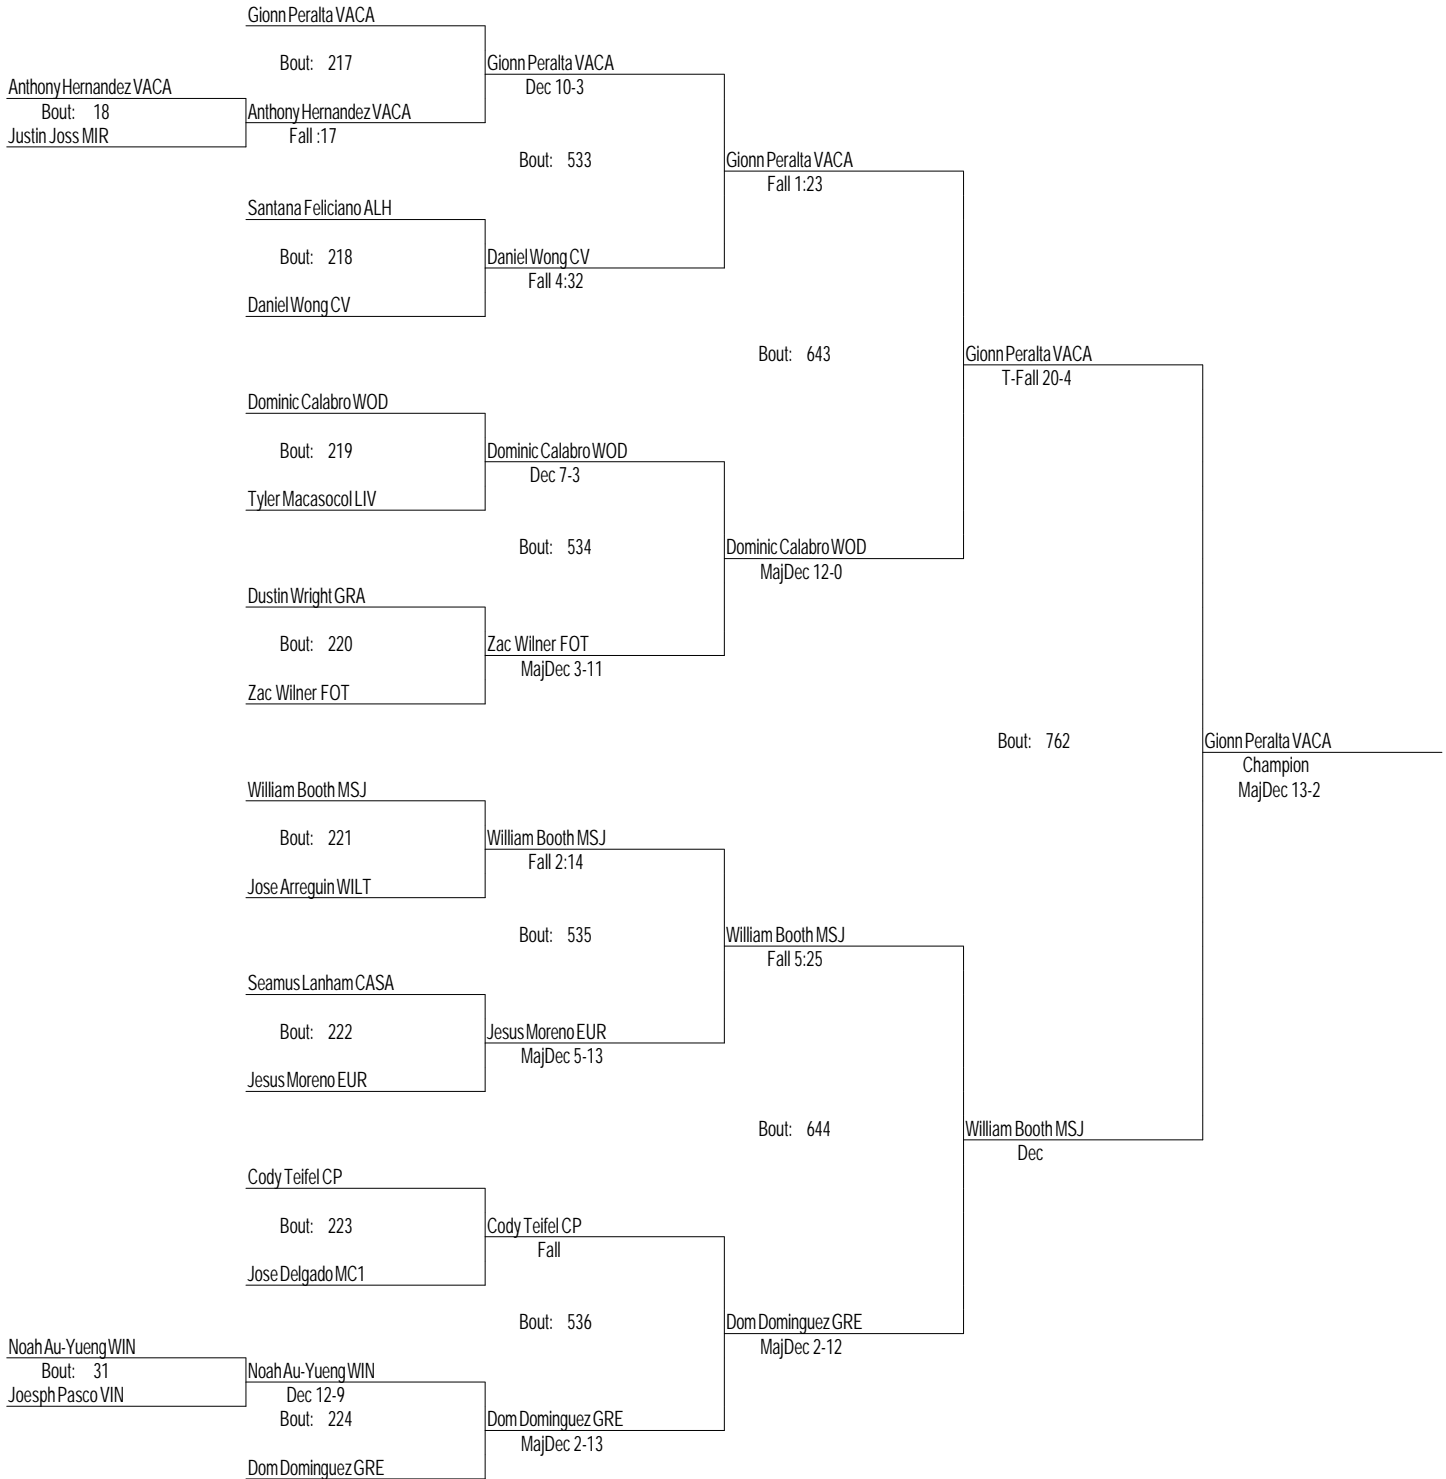 Gionn Peralta VACA
Bout: 217
Gionn Peralta VACA
Dec 10-3
Anthony Hernandez VACA
Bout: 18
Justin Joss MIR
Anthony Hernandez VACA
Fall :17
Bout: 533
Gionn Peralta VACA
Fall 1:23
Santana Feliciano ALH
Bout: 218
Daniel Wong CV
Fall 4:32
Daniel Wong CV
Bout: 643
Gionn Peralta VACA
T-Fall 20-4
Dominic Calabro WOD
Bout: 219
Dominic Calabro WOD
Dec 7-3
Tyler Macasocol LIV
Bout: 534
Dominic Calabro WOD
MajDec 12-0
Dustin Wright GRA
Bout: 220
Zac Wilner FOT
MajDec 3-11
Zac Wilner FOT
Bout: 762
Gionn Peralta VACA
Champion
MajDec 13-2
William Booth MSJ
Bout: 221
William Booth MSJ
Fall 2:14
Jose Arreguin WILT
Bout: 535
William Booth MSJ
Fall 5:25
Seamus Lanham CASA
Bout: 222
Jesus Moreno EUR
MajDec 5-13
Jesus Moreno EUR
Bout: 644
William Booth MSJ
Dec
Cody Teifel CP
Bout: 223
Cody Teifel CP
Fall
Jose Delgado MC1
Bout: 536
Dom Dominguez GRE
MajDec 2-12
Noah Au-Yueng WIN
Bout: 31
Joesph Pasco VIN
Noah Au-Yueng WIN
Dec 12-9
Bout: 224
Dom Dominguez GRE
MajDec 2-13
Dom Dominguez GRE